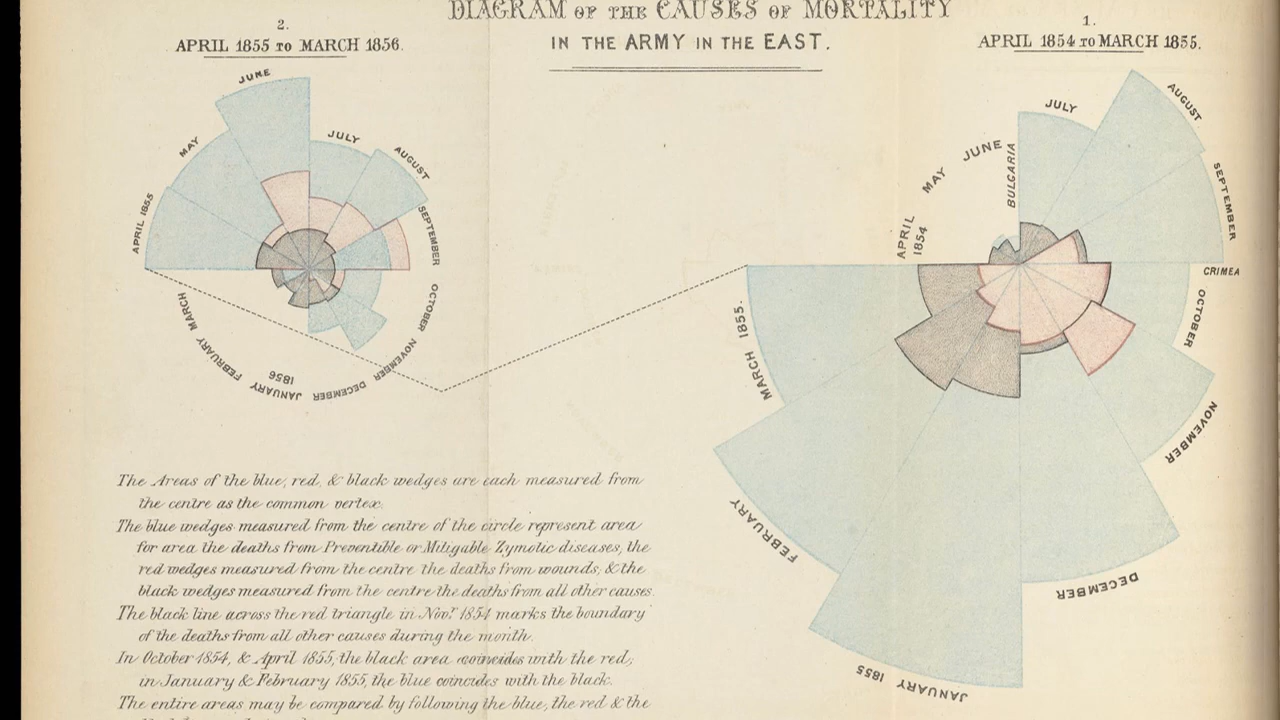 DIAGRAM OF THE CAUSES OF MORTALITY
IN THE ARMY IN THE EAST.
2.
APRIL 1855 TO MARCH 1856.
1.
APRIL 1854 TO MARCH 1855.
APRIL 1855
MAY
JUNE
JULY
AUGUST
SEPTEMBER
OCTOBER
NOVEMBER
DECEMBER
JANUARY
1856
FEBRUARY
MARCH
APRIL
1854
MAY
JUNE
BULGARIA
JULY
AUGUST
SEPTEMBER
CRIMEA
OCTOBER
NOVEMBER
DECEMBER
JANUARY 1855
FEBRUARY
MARCH 1855.
The Areas of the blue, red, & black wedges are each measured from
the centre as the common vertex.
The blue wedges measured from the centre of the circle represent area
for area the deaths from Preventible or Mitigable Zymotic diseases, the
red wedges measured from the centre the deaths from wounds, & the
black wedges measured from the centre the deaths from all other causes.
The black line across the red triangle in Novr. 1854 marks the boundary
of the deaths from all other causes during the month.
In October 1854, & April 1855, the black area coincides with the red,
in January & February 1855, the blue coincides with the black.
The entire areas may be compared by following the blue, the red & the